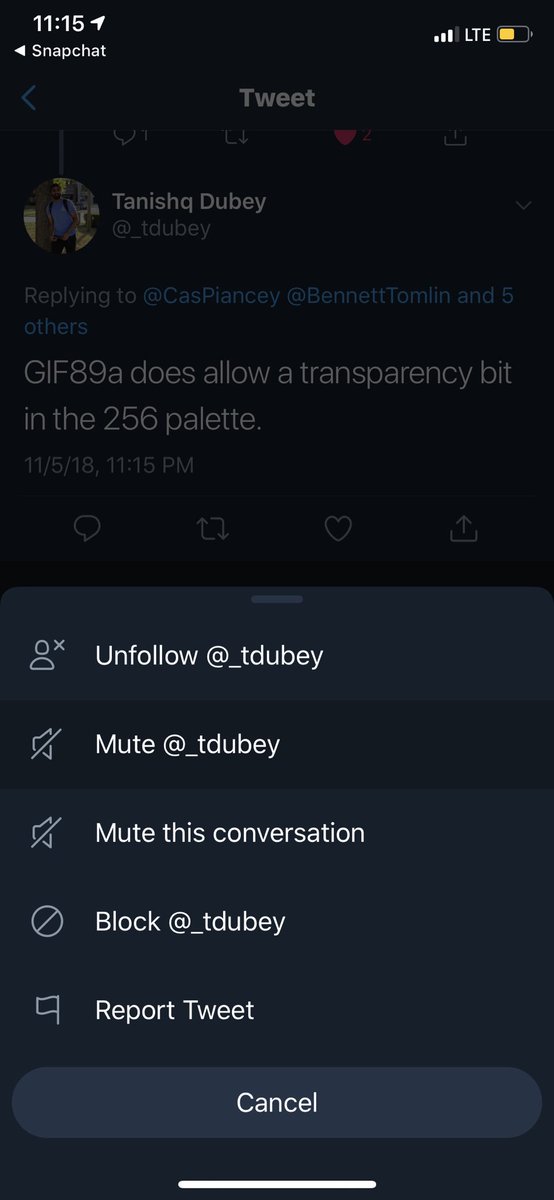 11:15
LTE
Snapchat
Tweet
1
2
Tanishq Dubey
@_tdubey
Replying to @CasPiancey @BennettTomlin and 5
others
GIF89a does allow a transparency bit
in the 256 palette.
11/5/18, 11:15 PM
Unfollow @_tdubey
Mute @_tdubey
Mute this conversation
Block @_tdubey
Report Tweet
Cancel